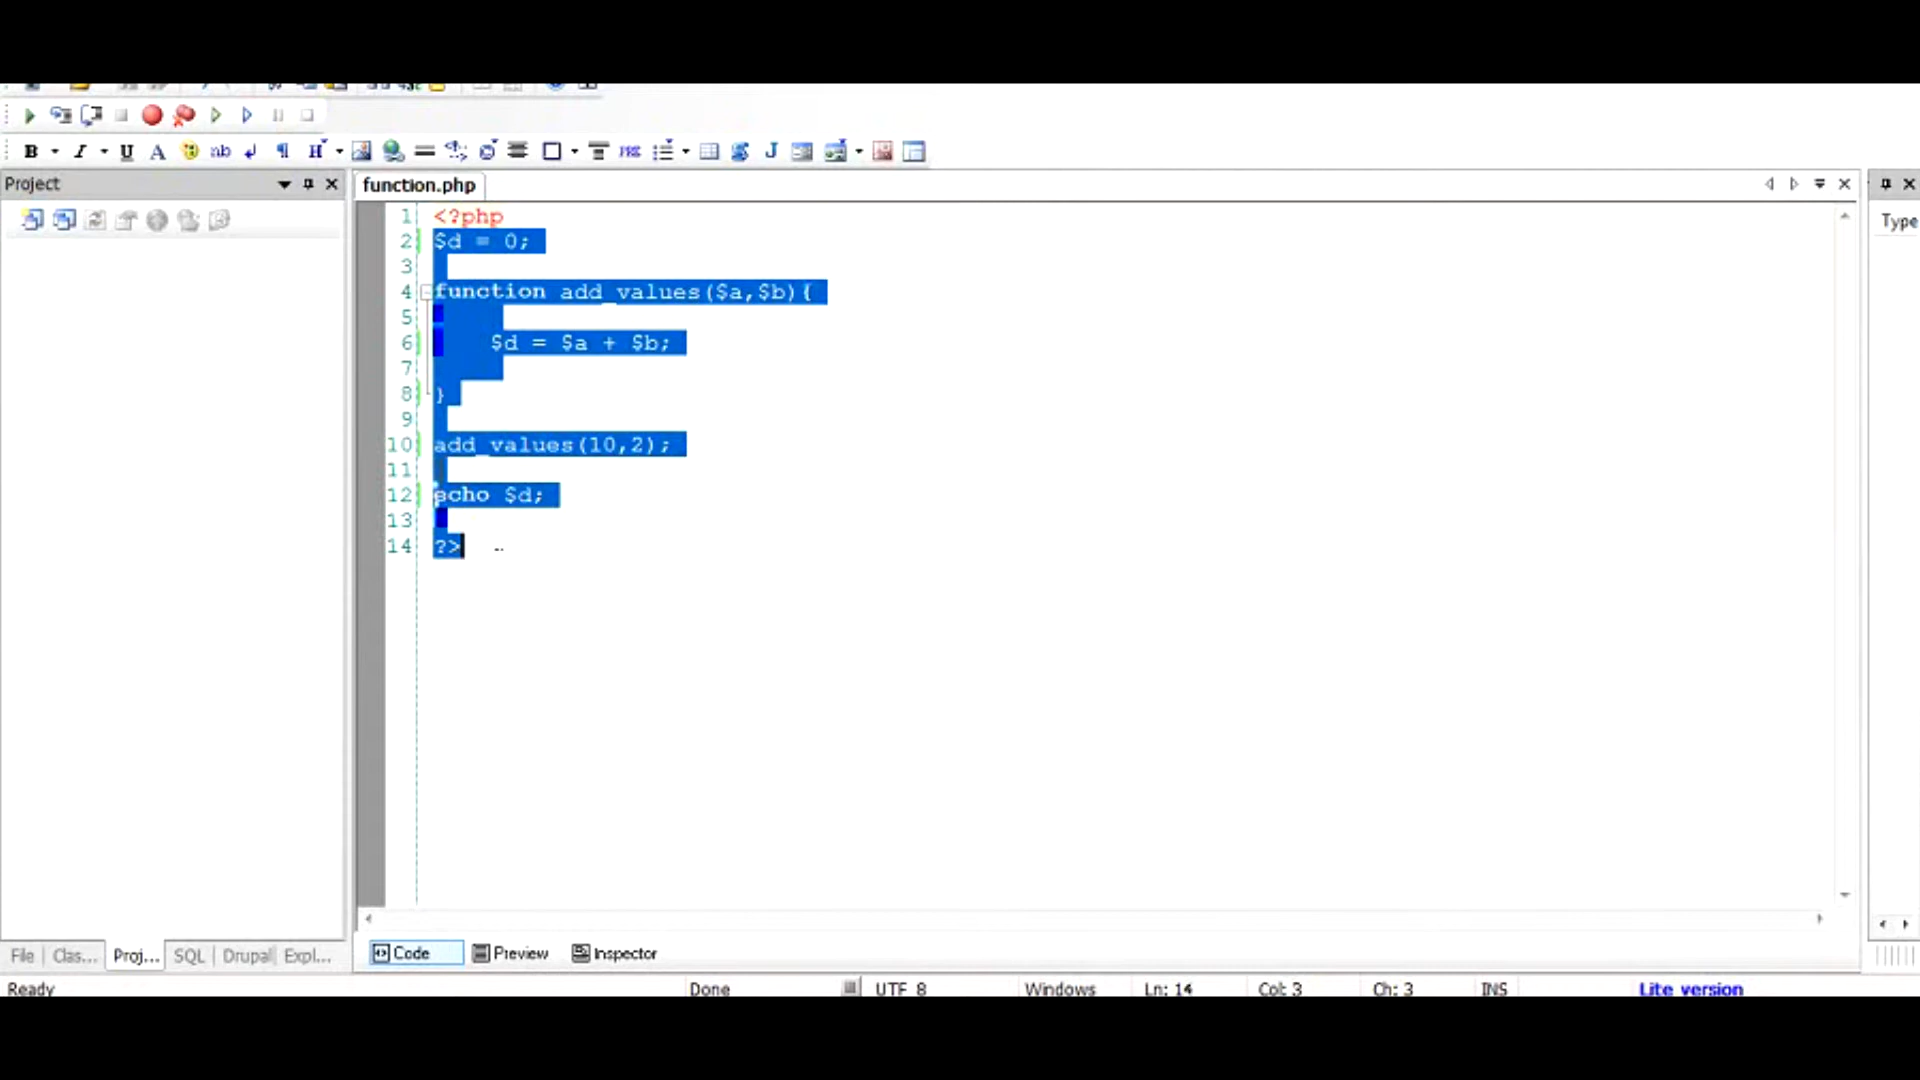 B I U A ab H PRE J
Project
function.php
Type
1 <?php
2 $d = 0;
3
4 function add_values($a,$b){
5
6 $d = $a + $b;
7
8 }
9
10 add_values(10,2);
11
12 echo $d;
13
14 ?>
File Clas... Proj... SQL Drupal Expl...
Code Preview Inspector
Ready Done UTF 8 Windows Ln: 14 Col: 3 Ch: 3 INS Lite version